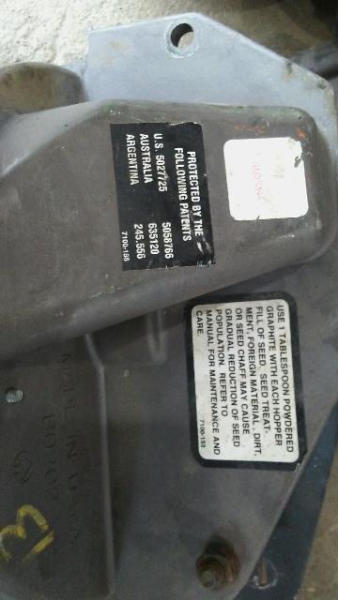 PROTECTED BY THE
FOLLOWING PATENTS
U.S. 5027725 5058766
AUSTRALIA 635120
ARGENTINA 245.556
7100-155
USE 1 TABLESPOON POWDERED
GRAPHITE WITH EACH HOPPER
FILL OF SEED. SEED TREAT-
MENT, FOREIGN MATERIAL, DIRT,
OR SEED CHAFF MAY CAUSE
GRADUAL REDUCTION OF SEED
POPULATION. REFER TO
MANUAL FOR MAINTENANCE AND
CARE.
7100-152